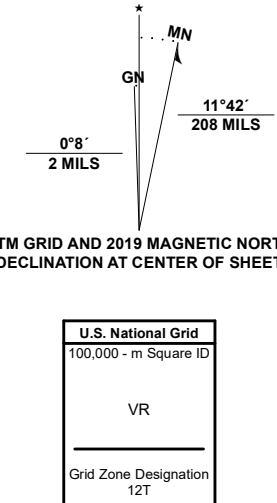 ★
MN
GN
11°42´
208 MILS
0°8´
2 MILS
TM GRID AND 2019 MAGNETIC NORT
DECLINATION AT CENTER OF SHEET
U.S. National Grid
100,000 - m Square ID
VR
Grid Zone Designation
12T